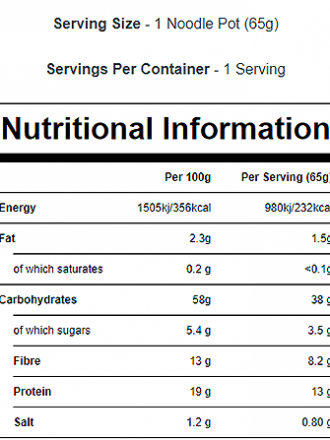 Serving Size - 1 Noodle Pot (65g)
Servings Per Container - 1 Serving
Nutritional Information
Per 100g Per Serving (65g)
Energy 1505kj/356kcal 980kj/232kca
Fat 2.3g 1.5g
of which saturates 0.2 g <0.1g
Carbohydrates 58g 38 g
of which sugars 5.4 g 3.5 g
Fibre 13 g 8.2 g
Protein 19 g 13 g
Salt 1.2 g 0.80 g